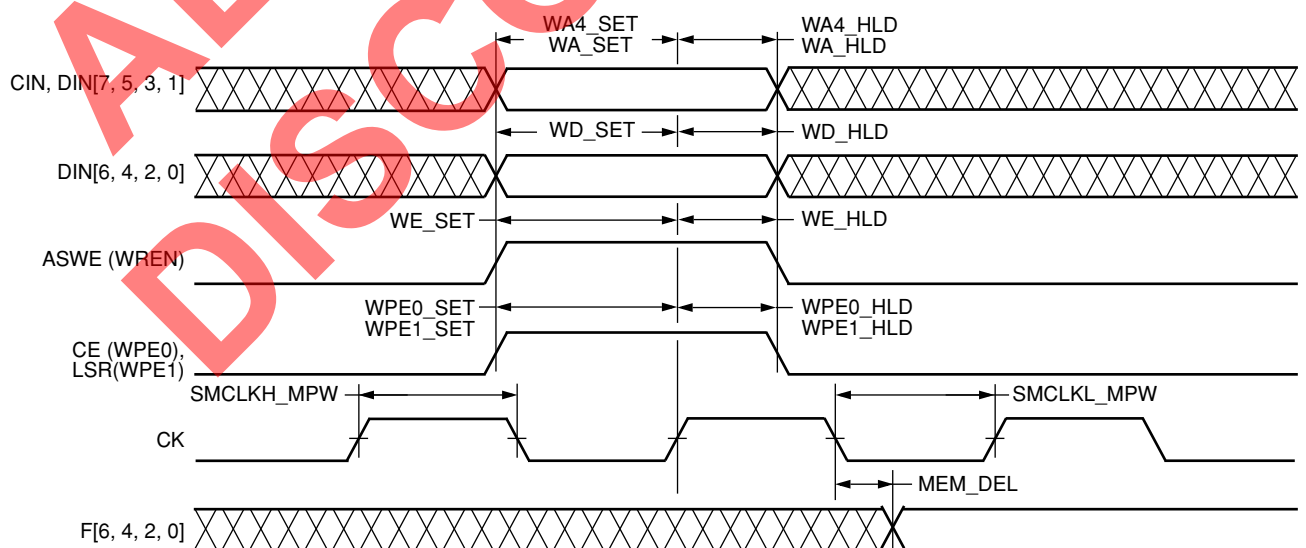 WA4_SET
WA_SET
WA4_HLD
WA_HLD
CIN, DIN[7, 5, 3, 1]
WD_SET
WD_HLD
DIN[6, 4, 2, 0]
WE_SET
WE_HLD
ASWE (WREN)
WPE0_SET
WPE1_SET
WPE0_HLD
WPE1_HLD
CE (WPE0),
LSR(WPE1)
SMCLKH_MPW
SMCLKL_MPW
CK
MEM_DEL
F[6, 4, 2, 0]